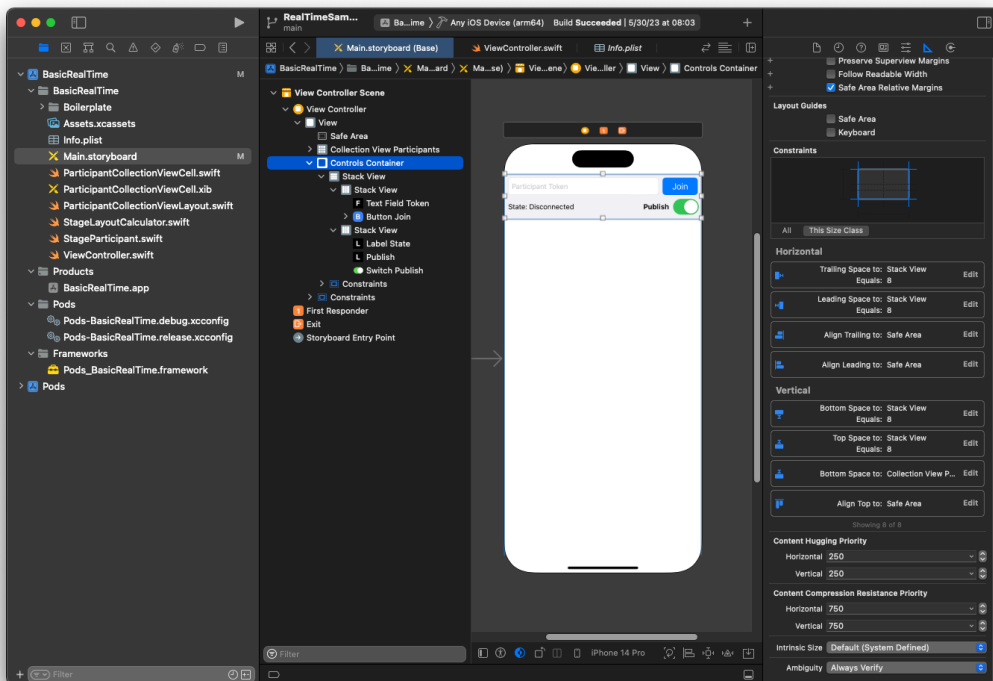 RealTimeSam...
main
Ba...ime 〉 Any iOS Device (arm64)
Build Succeeded | 5/30/23 at 08:03
Main.storyboard (Base)
ViewController.swift
Info.plist
BasicRealTime 〉 Ba...ime 〉 Ma...ard 〉 Ma...se) 〉 Vie...ene 〉 Vie...ller 〉 View 〉 Controls Container
BasicRealTime M
BasicRealTime
Boilerplate
Assets.xcassets
Info.plist
Main.storyboard M
ParticipantCollectionViewCell.swift
ParticipantCollectionViewCell.xib
ParticipantCollectionViewLayout.swift
StageLayoutCalculator.swift
StageParticipant.swift
ViewController.swift
Products
BasicRealTime.app
Pods
Pods-BasicRealTime.debug.xcconfig
Pods-BasicRealTime.release.xcconfig
Frameworks
Pods_BasicRealTime.framework
Pods
Filter
View Controller Scene
View Controller
View
Safe Area
Collection View Participants
Controls Container
Stack View
Stack View
F Text Field Token
B Button Join
Stack View
L Label State
L Publish
Switch Publish
Constraints
Constraints
1 First Responder
Exit
Storyboard Entry Point
Filter
Participant Token
Join
State: Disconnected
Publish
iPhone 14 Pro
Preserve Superview Margins
Follow Readable Width
Safe Area Relative Margins
Layout Guides
Safe Area
Keyboard
Constraints
All
This Size Class
Horizontal
Trailing Space to: Stack View
Equals: 8
Edit
Leading Space to: Stack View
Equals: 8
Edit
Align Trailing to: Safe Area
Edit
Align Leading to: Safe Area
Edit
Vertical
Bottom Space to: Stack View
Equals: 8
Edit
Top Space to: Stack View
Equals: 8
Edit
Bottom Space to: Collection View P...
Edit
Align Top to: Safe Area
Edit
Showing 8 of 8
Content Hugging Priority
Horizontal 250
Vertical 250
Content Compression Resistance Priority
Horizontal 750
Vertical 750
Intrinsic Size Default (System Defined)
Ambiguity Always Verify